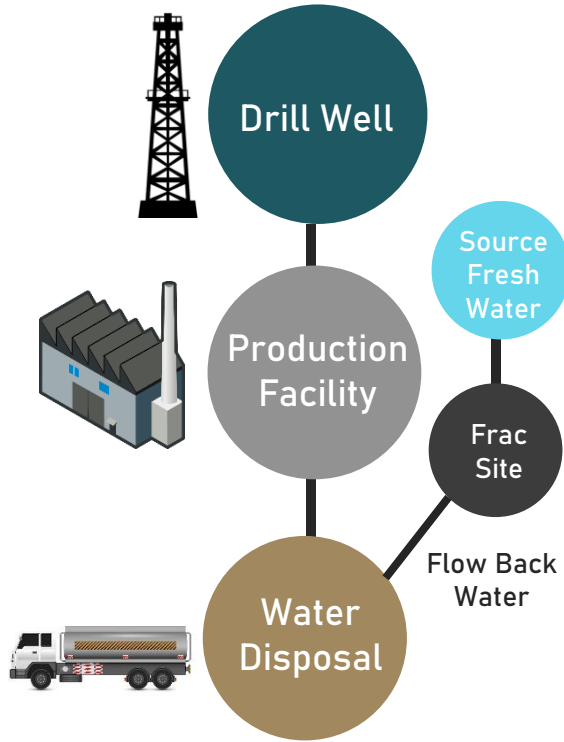 Drill Well
Source
Fresh
Water
Production
Facility
Frac
Site
Flow Back
Water
Water
Disposal